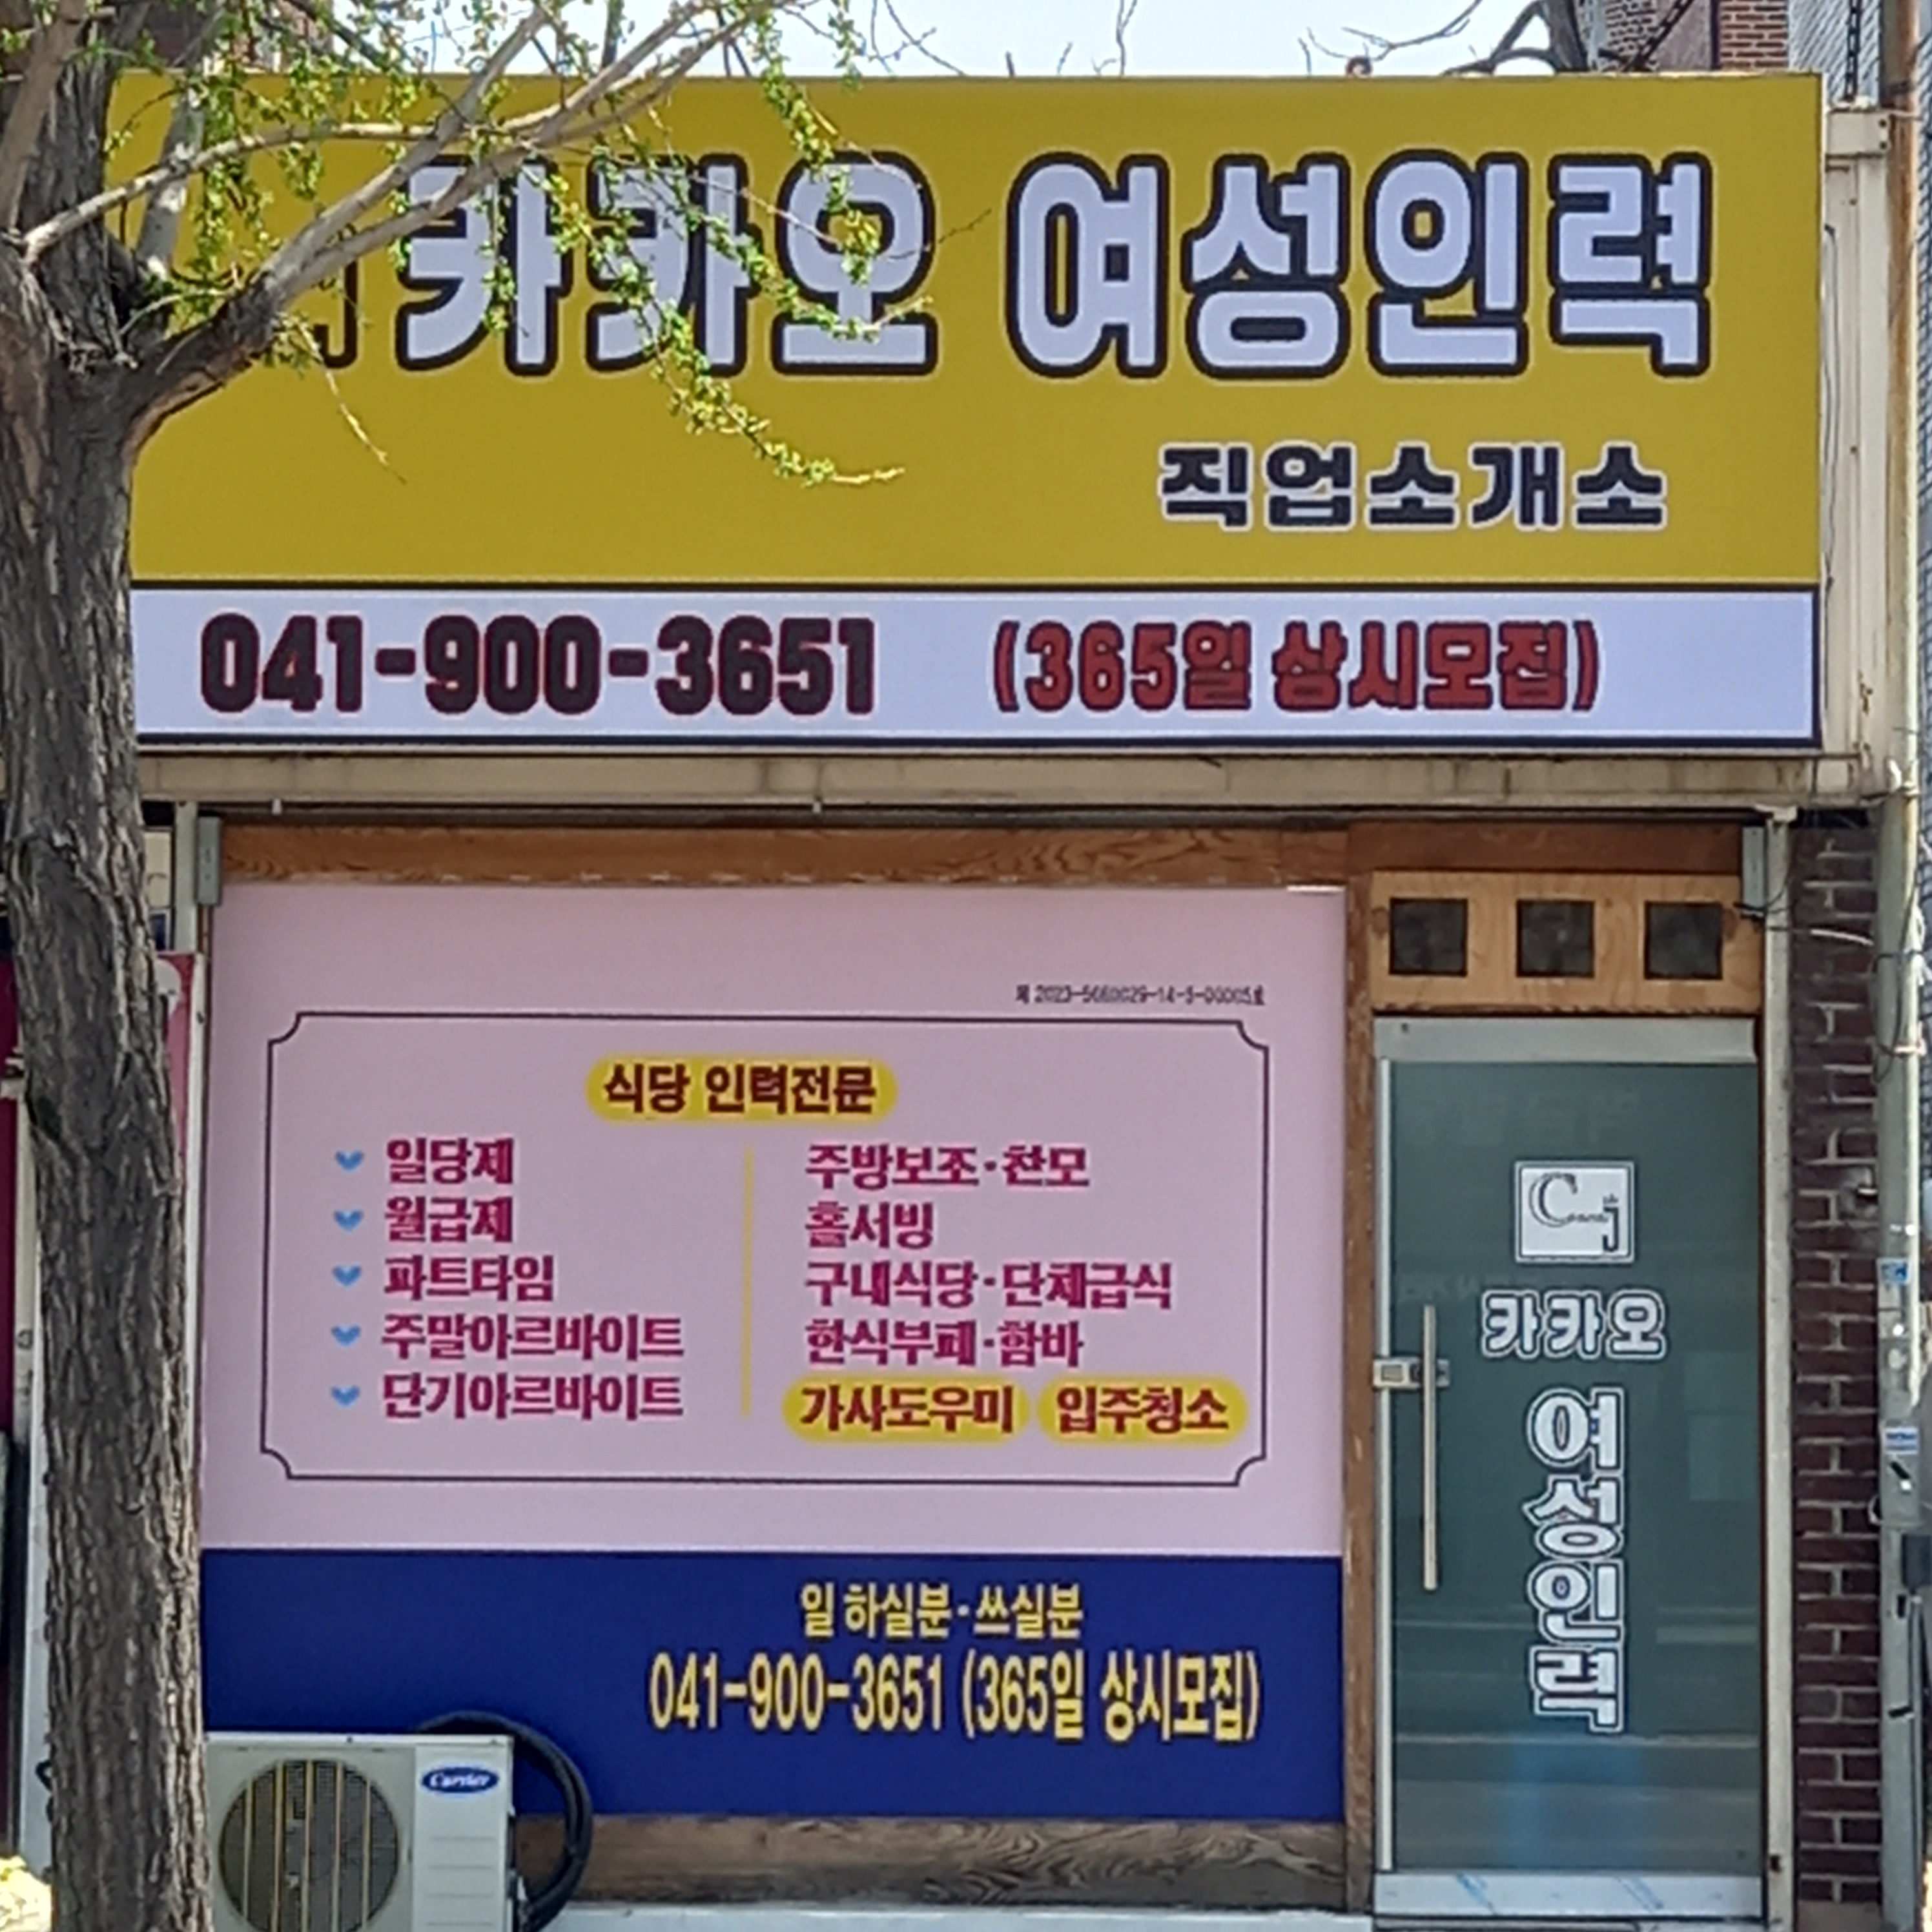 카카오 여성인력
직업소개소
041-900-3651 (365일 상시모집)
식당 인력전문
일당제
월급제
파트타임
주말아르바이트
단기아르바이트
주방보조·찬모
홀서빙
구내식당·단체급식
한식부페·함바
가사도우미 입주청소
일 하실분·쓰실분
041-900-3651 (365일 상시모집)
Carrier
카카오
여성인력